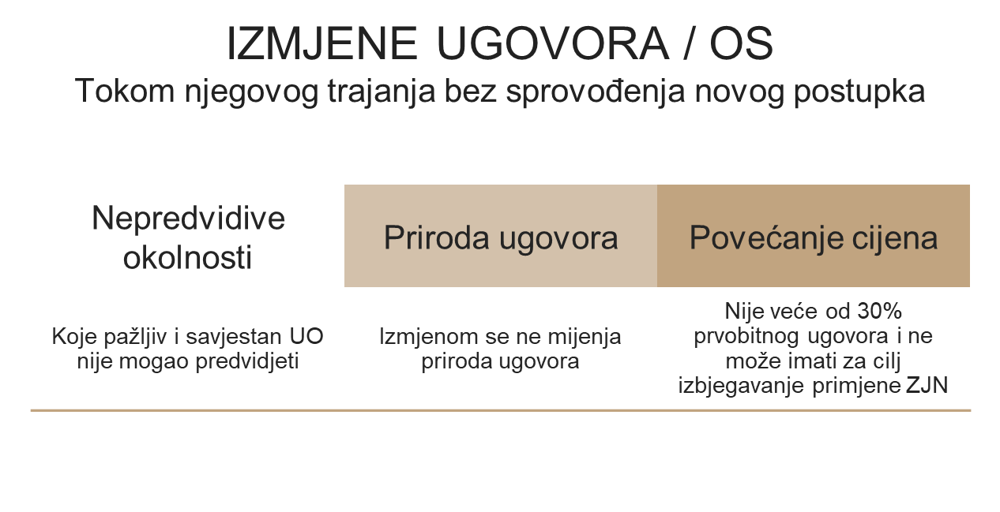 IZMJENE UGOVORA / OS
Tokom njegovog trajanja bez sprovođenja novog postupka
Nepredvidive
okolnosti
Priroda ugovora
Povećanje cijena
Koje pažljiv i savjestan UO
nije mogao predvidjeti
Izmjenom se ne mijenja
priroda ugovora
Nije veće od 30%
prvobitnog ugovora i ne
može imati za cilj
izbjegavanje primjene ZJN